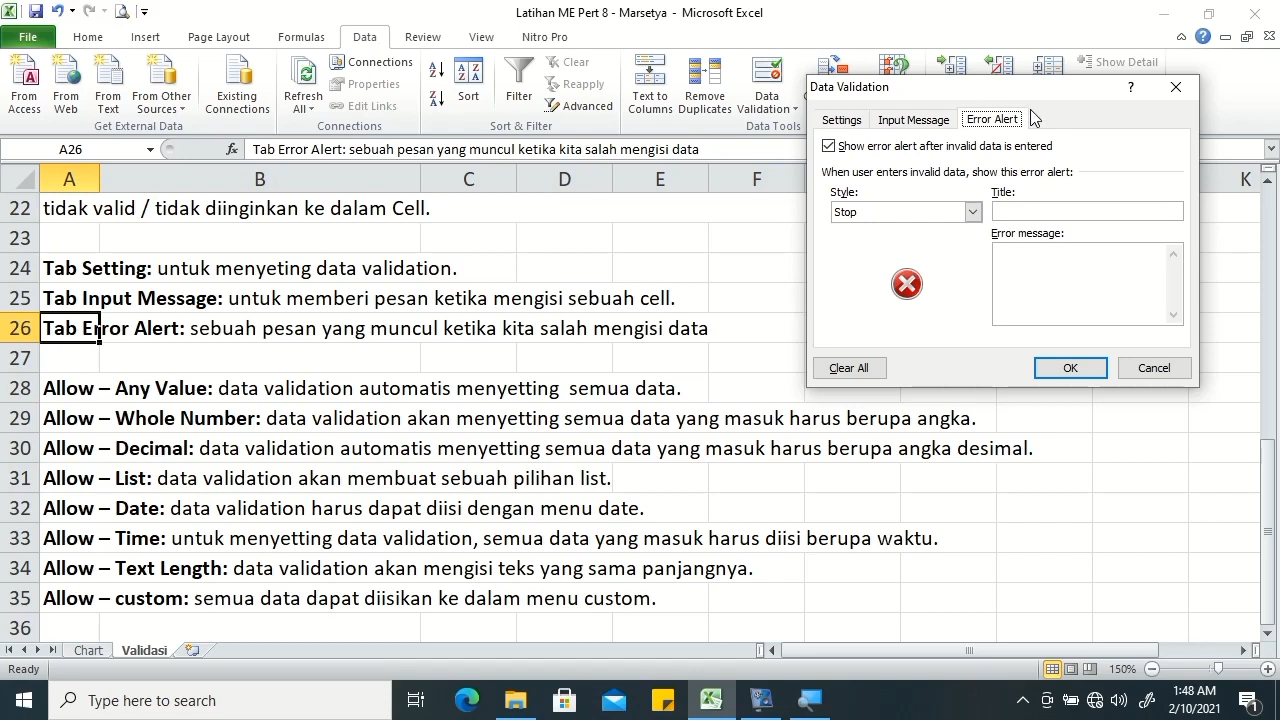 Latihan ME Pert 8 - Marsetya - Microsoft Excel
File Home Insert Page Layout Formulas Data Review View Nitro Pro
From Access
From Web
From Text
From Other Sources
Existing Connections
Get External Data
Refresh All
Connections
Properties
Edit Links
Connections
Sort
Filter
Clear
Reapply
Advanced
Sort & Filter
Text to Columns
Remove Duplicates
Data Validation
Data Tools
Show Detail
A26 fx Tab Error Alert: sebuah pesan yang muncul ketika kita salah mengisi data
A B C D E F K
22 tidak valid / tidak diinginkan ke dalam Cell.
23
24 Tab Setting: untuk menyeting data validation.
25 Tab Input Message: untuk memberi pesan ketika mengisi sebuah cell.
26 Tab Error Alert: sebuah pesan yang muncul ketika kita salah mengisi data
27
28 Allow – Any Value: data validation automatis menyetting  semua data.
29 Allow – Whole Number: data validation akan menyetting semua data yang masuk harus berupa angka.
30 Allow – Decimal: data validation automatis menyetting semua data yang masuk harus berupa angka desimal.
31 Allow – List: data validation akan membuat sebuah pilihan list.
32 Allow – Date: data validation harus dapat diisi dengan menu date.
33 Allow – Time: untuk menyetting data validation, semua data yang masuk harus diisi berupa waktu.
34 Allow – Text Length: data validation akan mengisi teks yang sama panjangnya.
35 Allow – custom: semua data dapat diisikan ke dalam menu custom.
36
Data Validation ?
Settings Input Message Error Alert
Show error alert after invalid data is entered
When user enters invalid data, show this error alert:
Style: Title:
Stop
Error message:
Clear All OK Cancel
Chart Validasi
Ready 150%
Type here to search
1:48 AM
2/10/2021
1